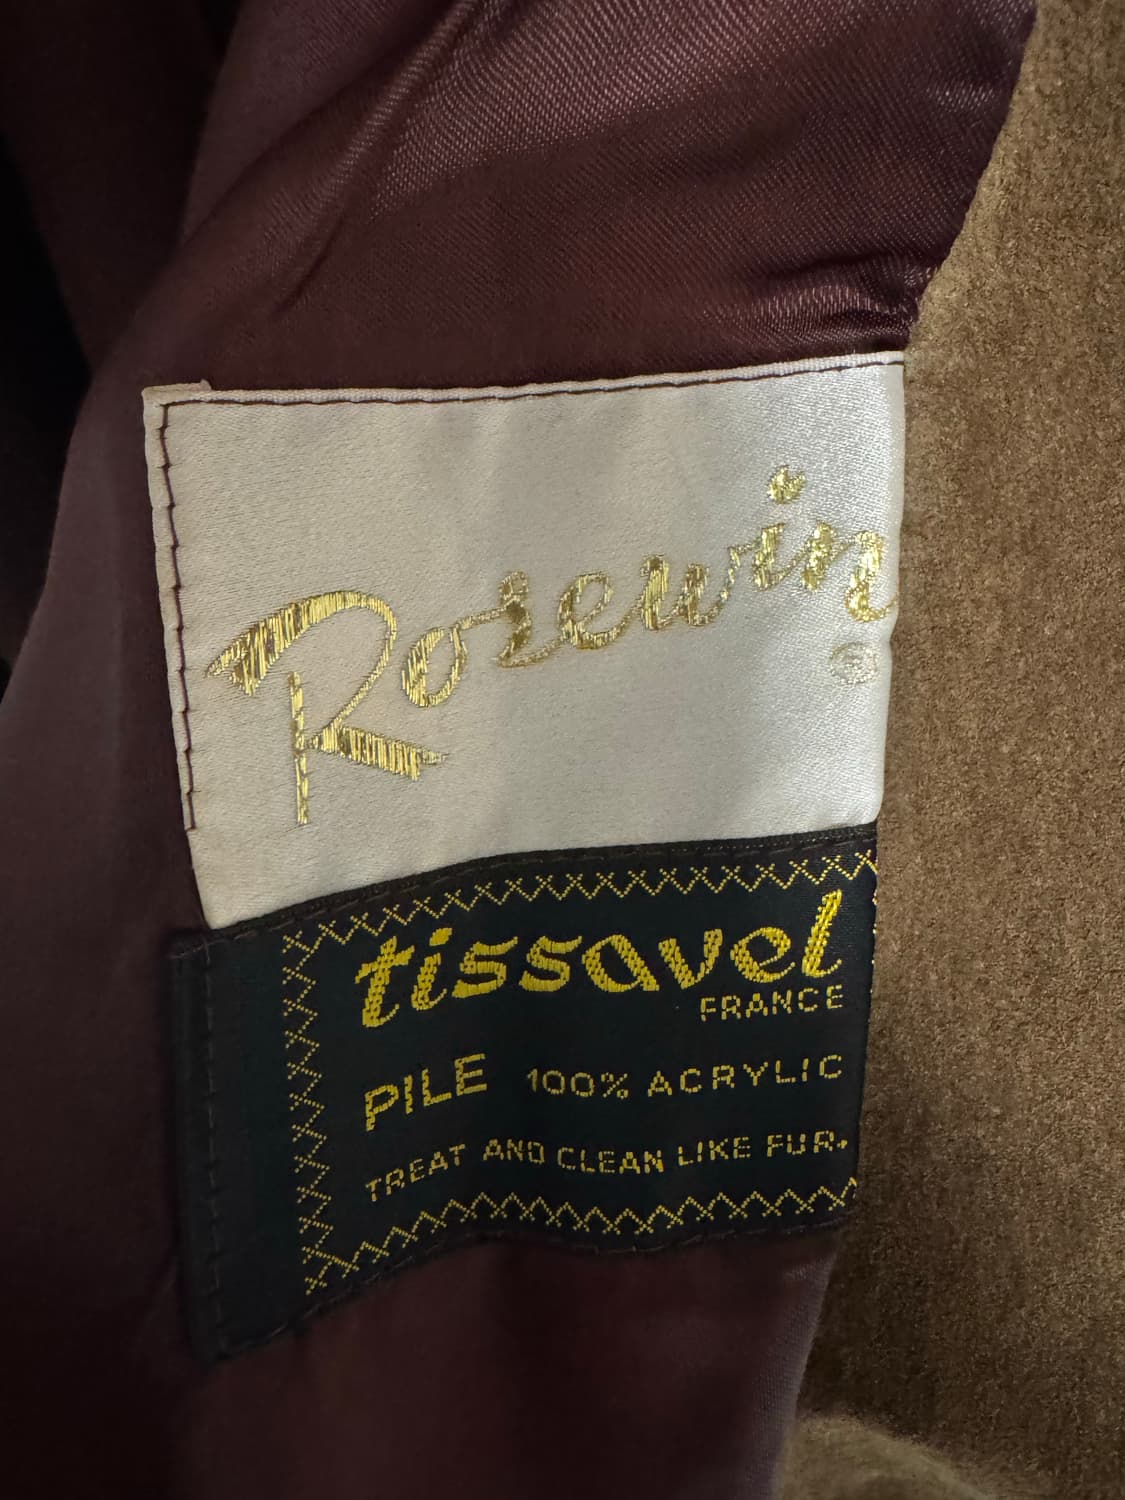 Rosewin
®
tissavel
FRANCE
PILE 100% ACRYLIC
TREAT AND CLEAN LIKE FUR.